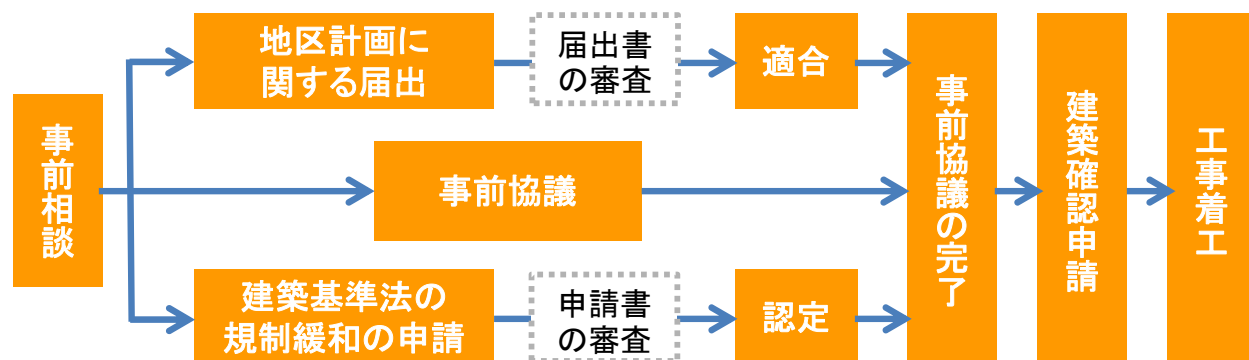 事前相談
地区計画に
関する届出
届出書
の審査
適合
事前協議
建築基準法の
規制緩和の申請
申請書
の審査
認定
事前協議の完了
建築確認申請
工事着工